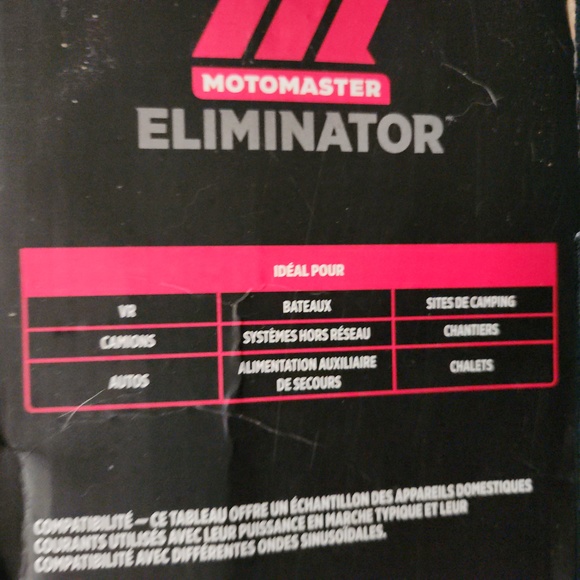 MOTOMASTER
ELIMINATOR
IDÉAL POUR
VR BATEAUX SITES DE CAMPING
CAMIONS SYSTÈMES HORS RÉSEAU CHANTIERS
AUTOS ALIMENTATION AUXILIAIRE CHALETS
DE SECOURS
COMPATIBILITÉ – CE TABLEAU OFFRE UN ÉCHANTILLON DES APPAREILS DOMESTIQUES
COURANTS UTILISÉS AVEC LEUR PUISSANCE EN MARCHE TYPIQUE ET LEUR
COMPATIBILITÉ AVEC DIFFÉRENTES ONDES SINUSOÏDALES.